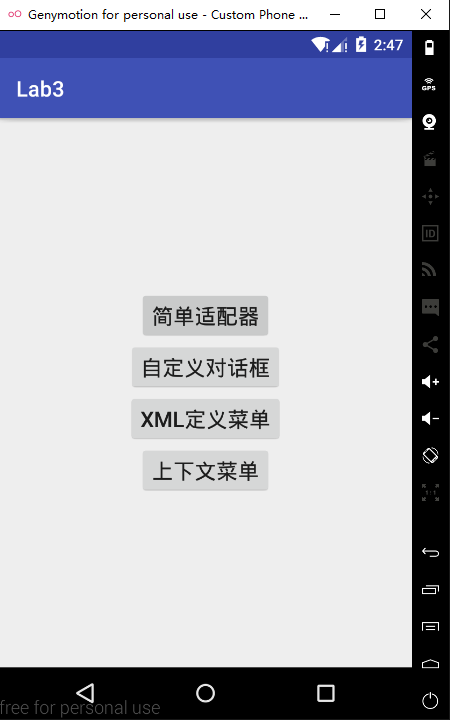 Genymotion for personal use - Custom Phone ...
2:47
Lab3
GPS
简单适配器
自定义对话框
ID
XML定义菜单
上下文菜单
1:1
free for personal use